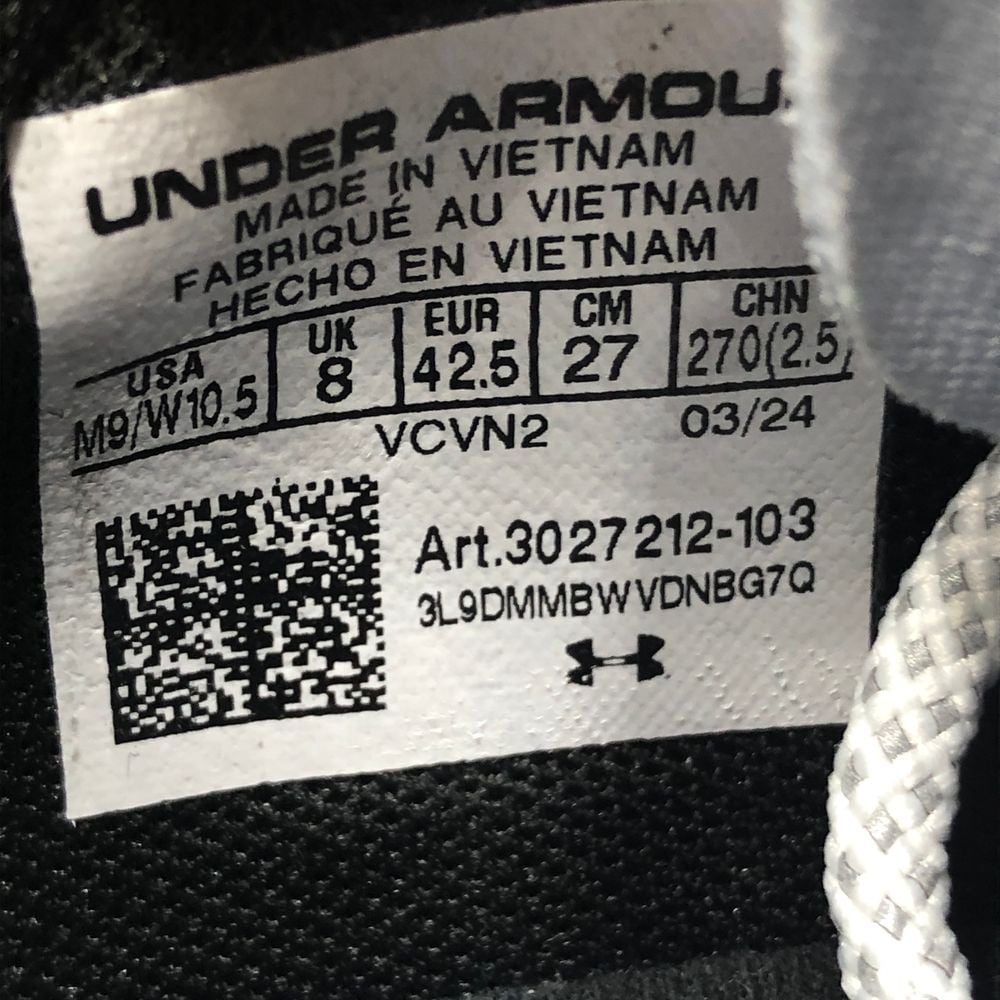 UNDER ARMOU
MADE IN VIETNAM
FABRIQUÉ AU VIETNAM
HECHO EN VIETNAM
USA UK EUR CM CHN
M9/W10.5 8 42.5 27 270(2.5)
VCVN2 03/24
Art.3027212-103
3L9DMMBWVDNBG7Q